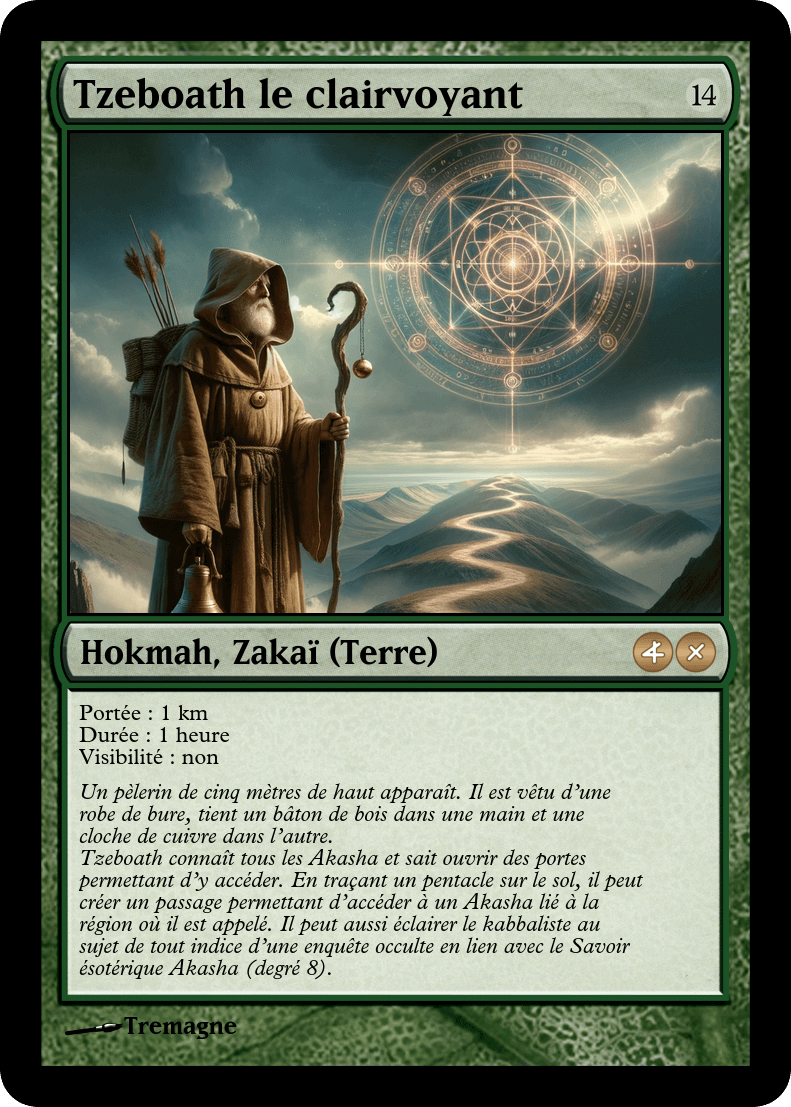 Tzeboath le clairvoyant 14
Hokmah, Zakaï (Terre)
Portée : 1 km
Durée : 1 heure
Visibilité : non
Un pèlerin de cinq mètres de haut apparaît. Il est vêtu d’une
robe de bure, tient un bâton de bois dans une main et une
cloche de cuivre dans l’autre.
Tzeboath connaît tous les Akasha et sait ouvrir des portes
permettant d’y accéder. En traçant un pentacle sur le sol, il peut
créer un passage permettant d’accéder à un Akasha lié à la
région où il est appelé. Il peut aussi éclairer le kabbaliste au
sujet de tout indice d’une enquête occulte en lien avec le Savoir
ésotérique Akasha (degré 8).
Tremagne